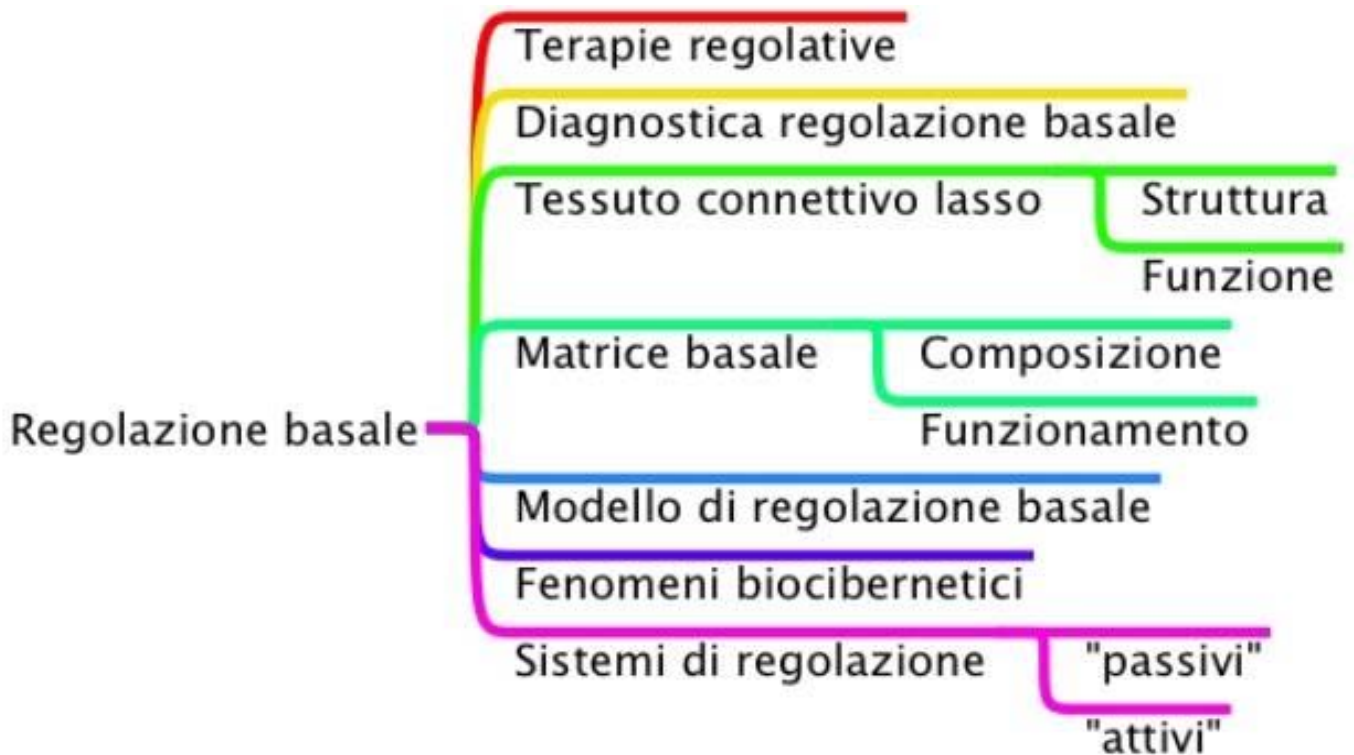 Terapie regolative
Diagnostica regolazione basale
Tessuto connettivo lasso
Struttura
Funzione
Matrice basale
Composizione
Funzionamento
Regolazione basale
Modello di regolazione basale
Fenomeni biocibernetici
Sistemi di regolazione
"passivi"
"attivi"